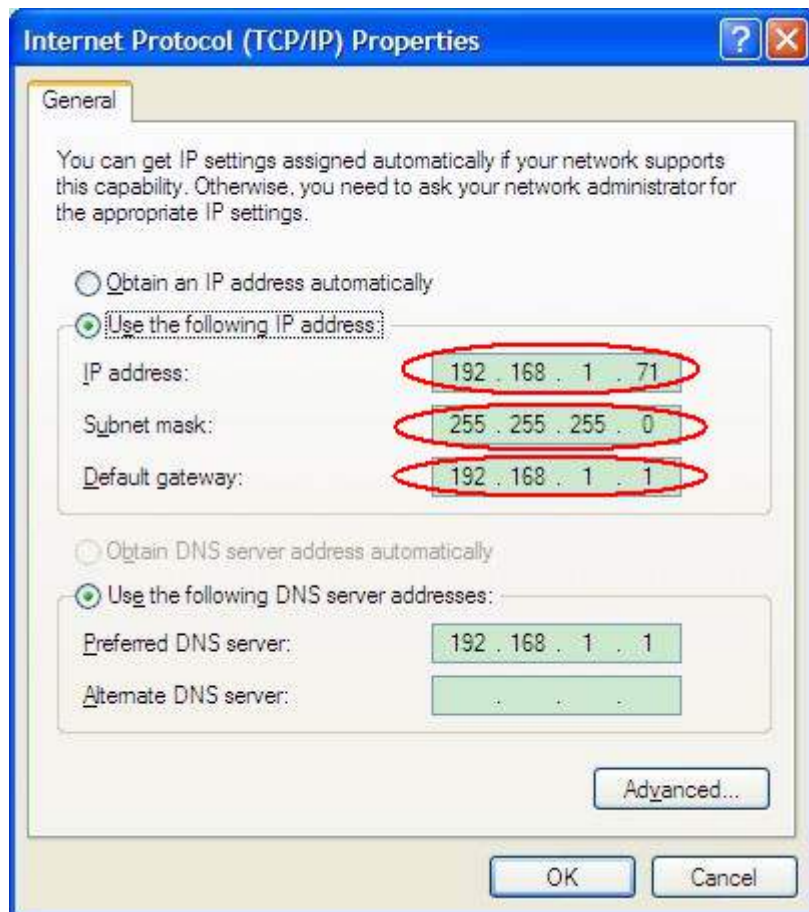 Internet Protocol (TCP/IP) Properties
General
You can get IP settings assigned automatically if your network supports
this capability. Otherwise, you need to ask your network administrator for
the appropriate IP settings.
Obtain an IP address automatically
Use the following IP address:
IP address: 192 . 168 . 1 . 71
Subnet mask: 255 . 255 . 255 . 0
Default gateway: 192 . 168 . 1 . 1
Obtain DNS server address automatically
Use the following DNS server addresses:
Preferred DNS server: 192 . 168 . 1 . 1
Alternate DNS server: . . .
Advanced...
OK Cancel